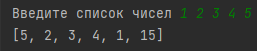 Введите список чисел 1 2 3 4 5
[5, 2, 3, 4, 1, 15]